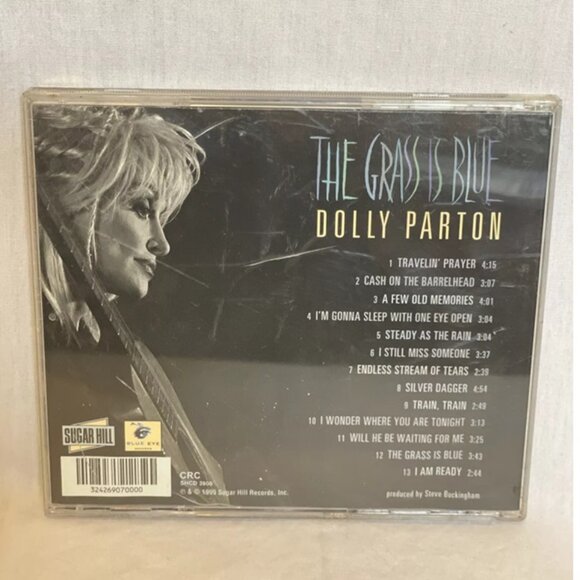 THE GRASS IS BLUE
DOLLY PARTON
1 TRAVELIN' PRAYER 4:15
2 CASH ON THE BARRELHEAD 3:07
3 A FEW OLD MEMORIES 4:01
4 I'M GONNA SLEEP WITH ONE EYE OPEN 3:04
5 STEADY AS THE RAIN 3:04
6 I STILL MISS SOMEONE 3:37
7 ENDLESS STREAM OF TEARS 2:39
8 SILVER DAGGER 4:54
9 TRAIN, TRAIN 2:49
10 I WONDER WHERE YOU ARE TONIGHT 3:13
11 WILL HE BE WAITING FOR ME 3:25
12 THE GRASS IS BLUE 3:43
13 I AM READY 2:44
produced by Steve Buckingham
SUGAR HILL
BLUE EYE
324269070000
CRC
SHCD 3900
℗ & © 1999 Sugar Hill Records, Inc.